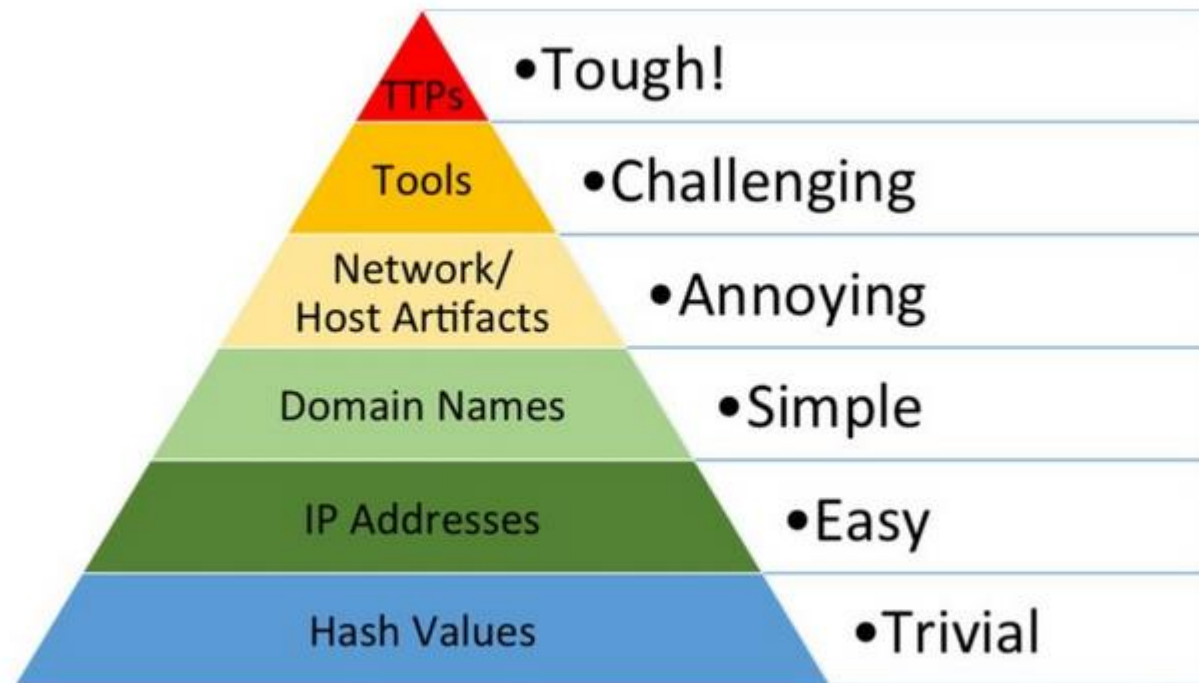 TTPs
•Tough!
Tools
•Challenging
Network/
Host Artifacts
•Annoying
Domain Names
•Simple
IP Addresses
•Easy
Hash Values
•Trivial